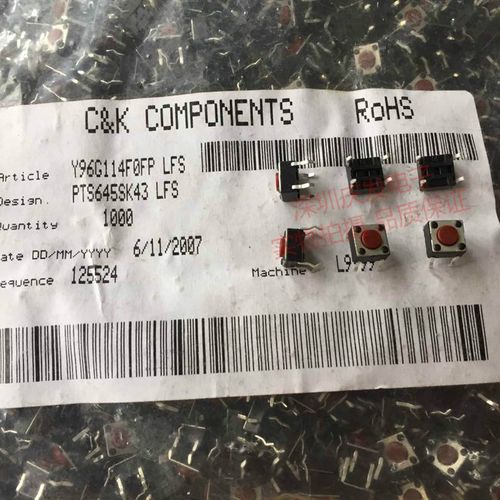 C&K COMPONENTS RoHS
Article Y96G114F0FP LFS
Design. PTS645SK43 LFS
Quantity 1000
Date DD/MM/YYYY 6/11/2007
Sequence 125524
Machine